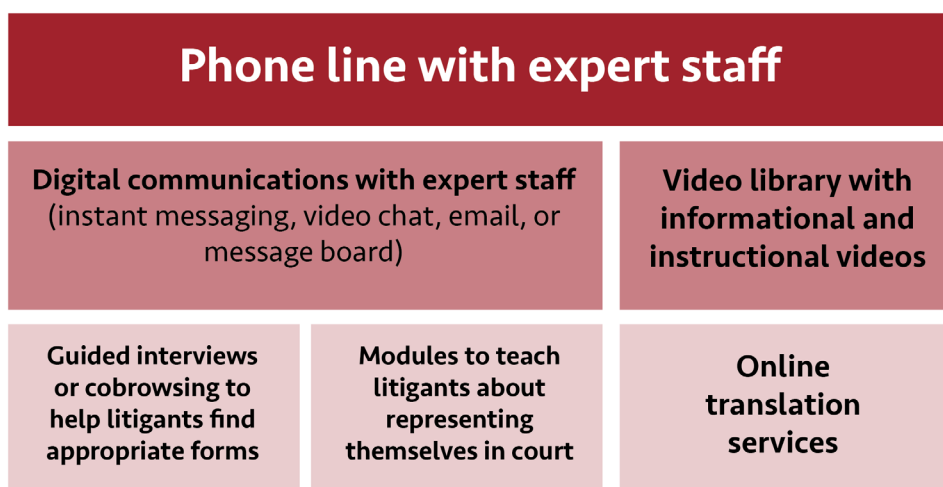 Phone line with expert staff
Digital communications with expert staff
(instant messaging, video chat, email, or
message board)
Video library with
informational and
instructional videos
Guided interviews
or cobrowsing to
help litigants find
appropriate forms
Modules to teach
litigants about
representing
themselves in court
Online
translation
services